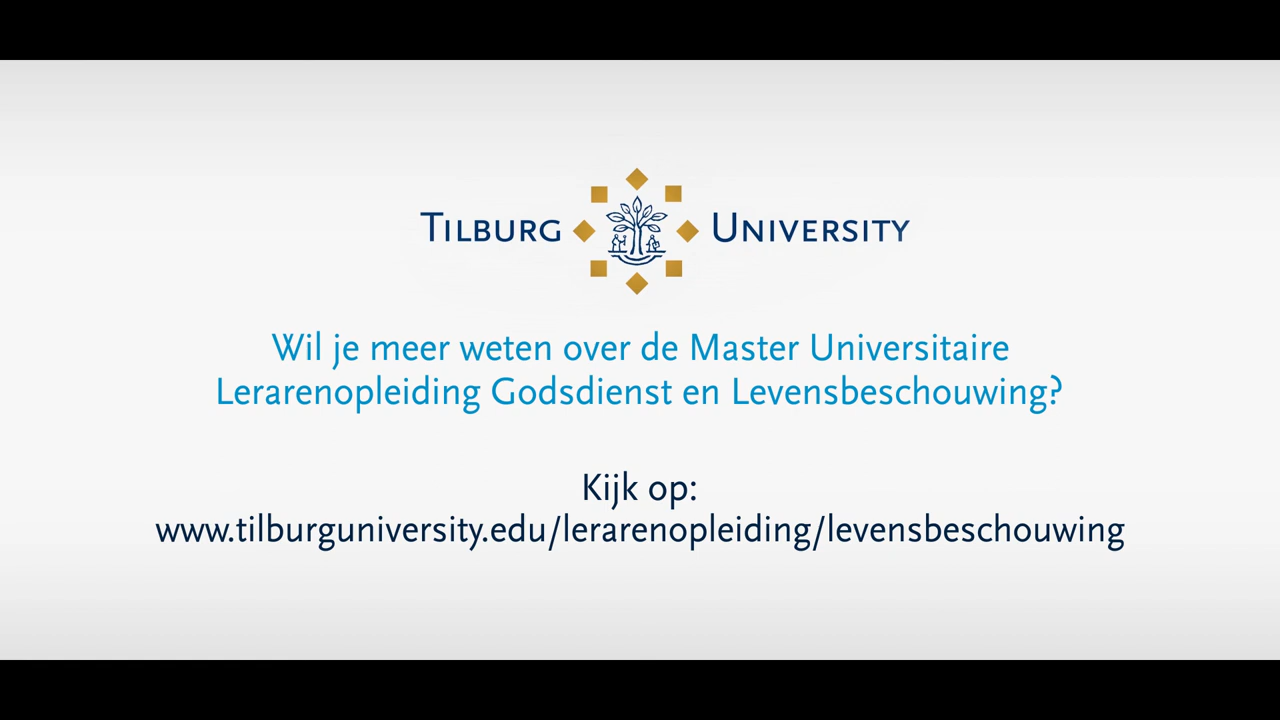 TILBURG UNIVERSITY
Wil je meer weten over de Master Universitaire
Lerarenopleiding Godsdienst en Levensbeschouwing?
Kijk op:
www.tilburguniversity.edu/lerarenopleiding/levensbeschouwing